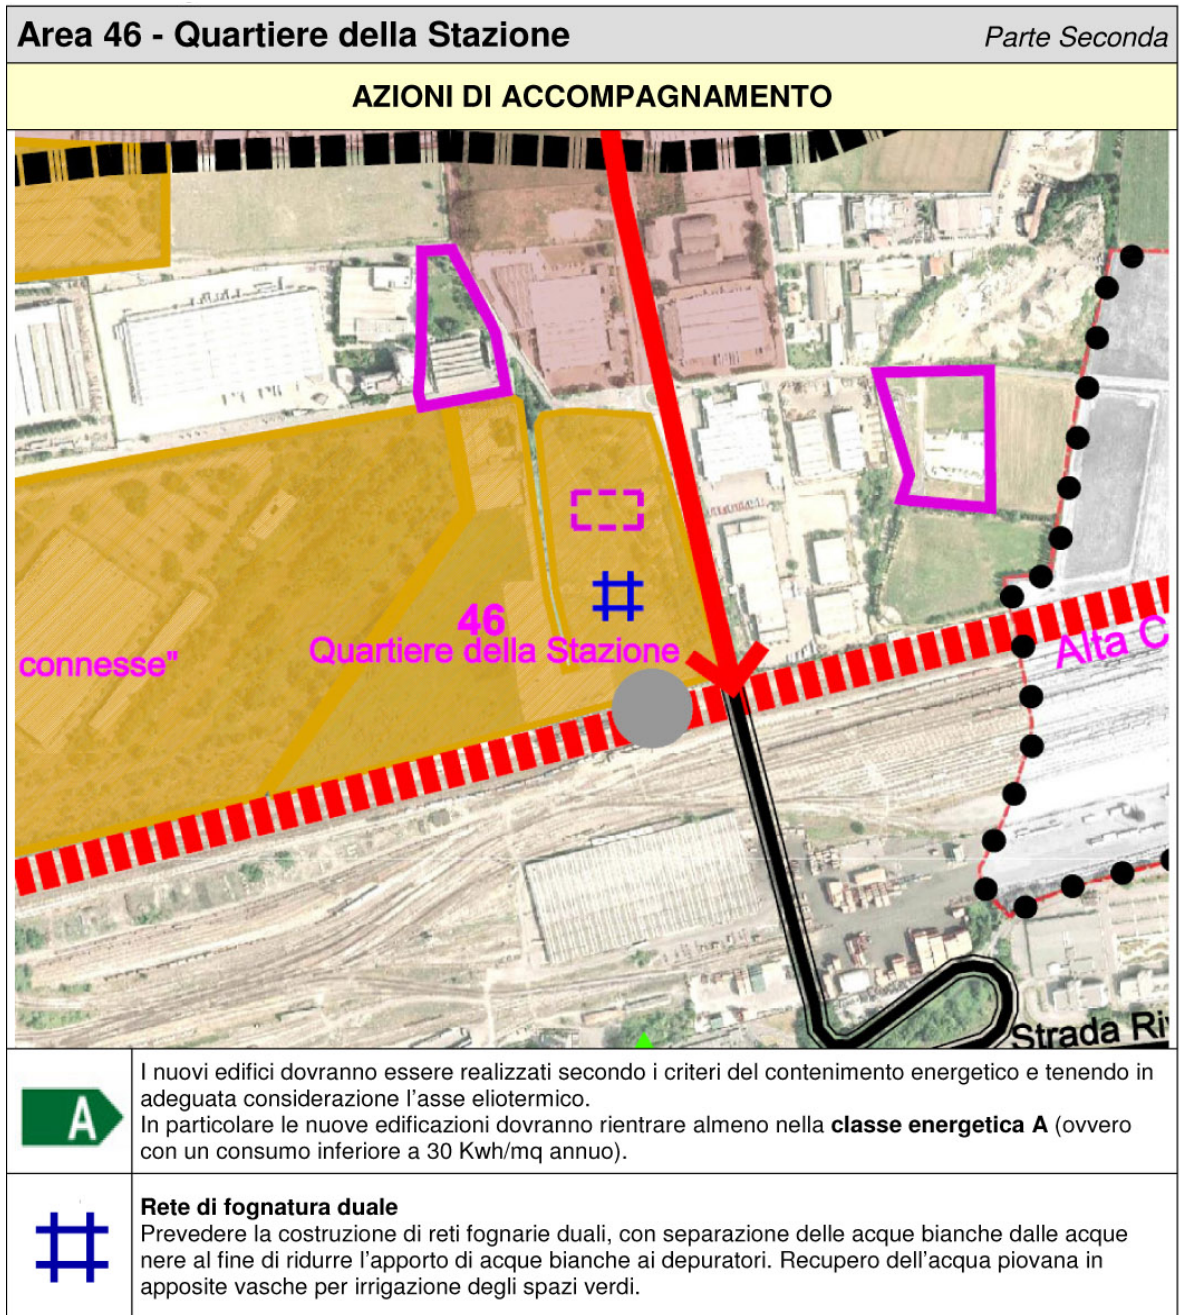 Area 46 - Quartiere della Stazione
Parte Seconda
AZIONI DI ACCOMPAGNAMENTO
46
Quartiere della Stazione
connesse"
Alta C
Strada Ri
A
I nuovi edifici dovranno essere realizzati secondo i criteri del contenimento energetico e tenendo in
adeguata considerazione l'asse eliotermico.
In particolare le nuove edificazioni dovranno rientrare almeno nella classe energetica A (ovvero
con un consumo inferiore a 30 Kwh/mq annuo).
Rete di fognatura duale
Prevedere la costruzione di reti fognarie duali, con separazione delle acque bianche dalle acque
nere al fine di ridurre l'apporto di acque bianche ai depuratori. Recupero dell'acqua piovana in
apposite vasche per irrigazione degli spazi verdi.